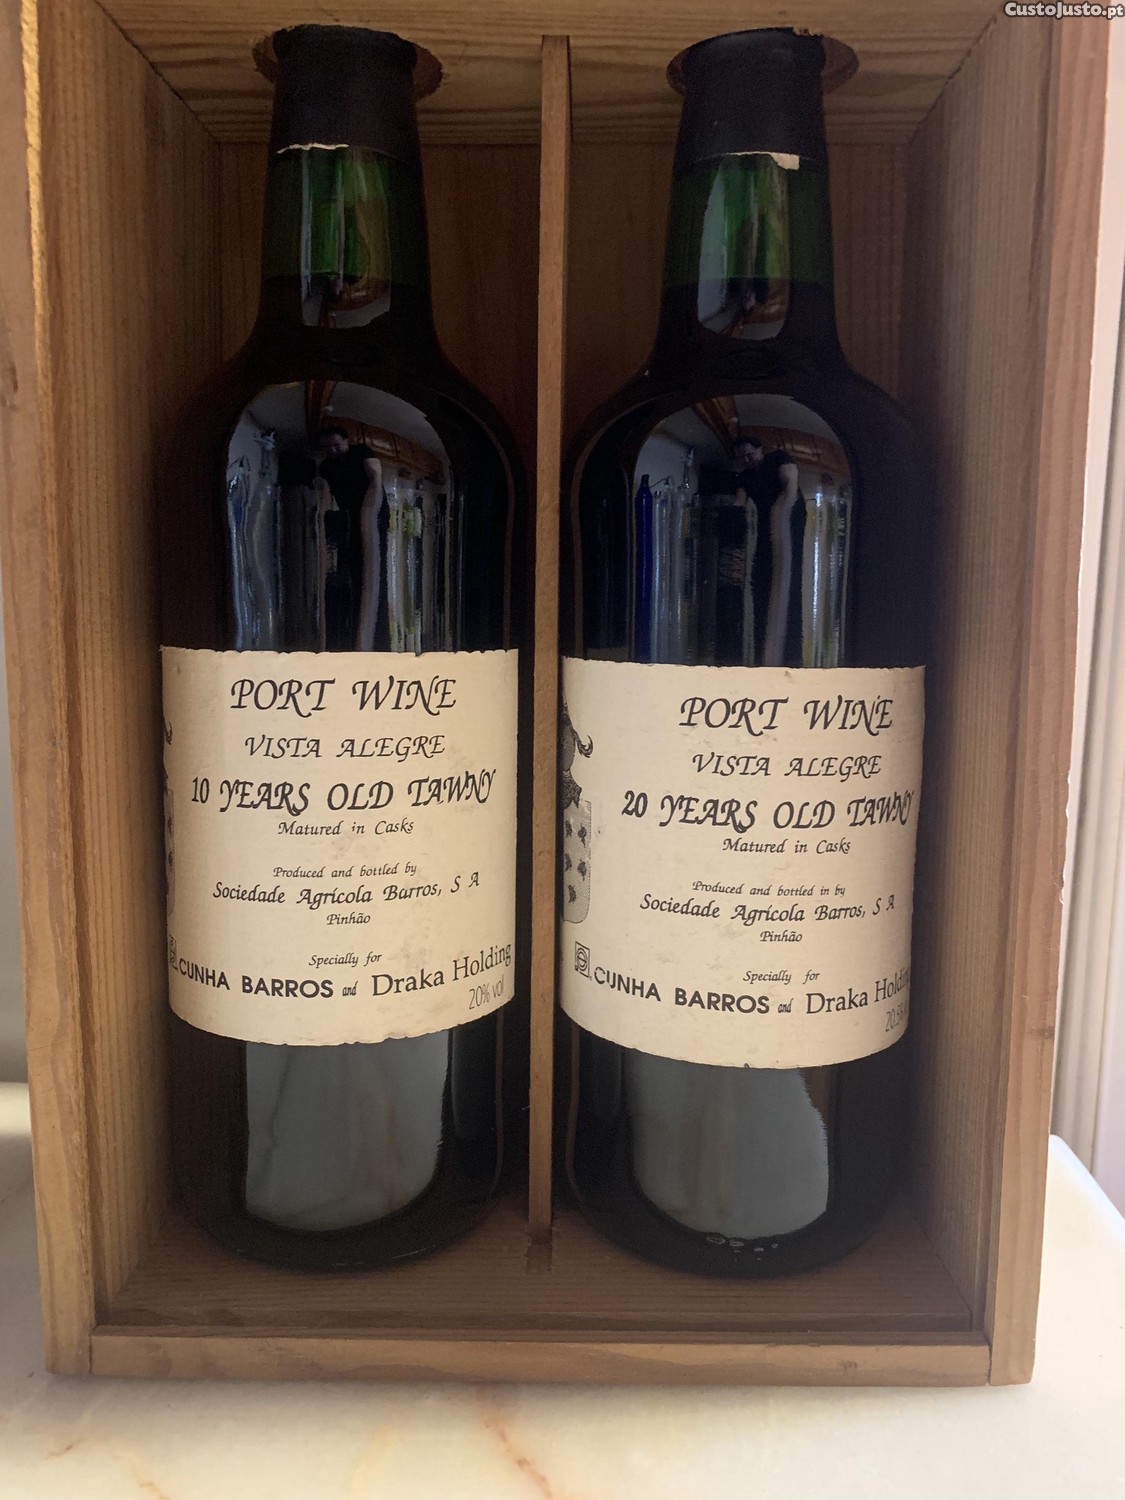 CustoJusto.pt
PORT WINE
VISTA ALEGRE
10 YEARS OLD TAWNY
Matured in Casks
Produced and bottled by
Sociedade Agrícola Barros, S A
Pinhão
Specially for
CUNHA BARROS and Draka Holding
20% vol
PORT WINE
VISTA ALEGRE
20 YEARS OLD TAWNY
Matured in Casks
Produced and bottled in by
Sociedade Agrícola Barros, S A
Pinhão
Specially for
CUNHA BARROS and Draka Holding